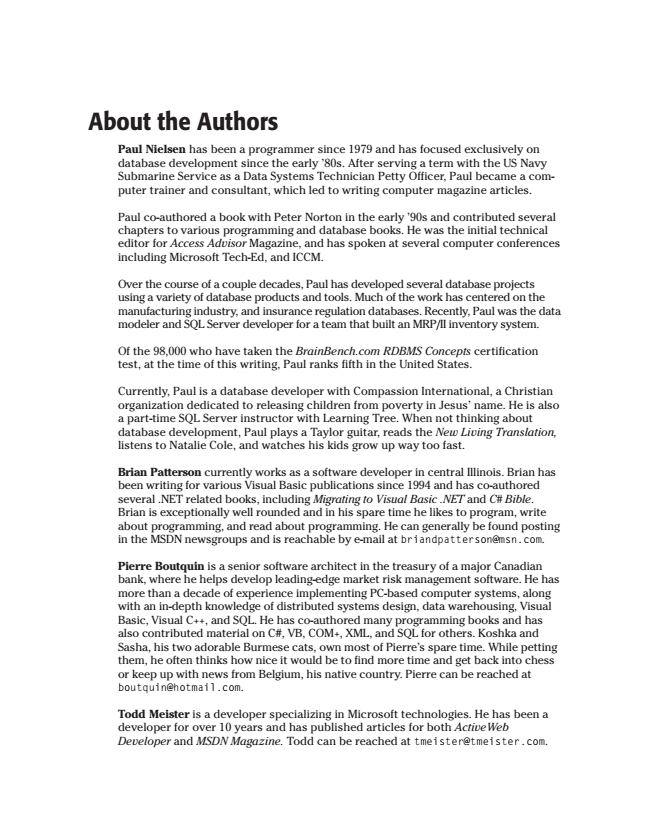 About the Authors
Paul Nielsen has been a programmer since 1979 and has focused exclusively on
database development since the early ’80s. After serving a term with the US Navy
Submarine Service as a Data Systems Technician Petty Officer, Paul became a com-
puter trainer and consultant, which led to writing computer magazine articles.
Paul co-authored a book with Peter Norton in the early ’90s and contributed several
chapters to various programming and database books. He was the initial technical
editor for Access Advisor Magazine, and has spoken at several computer conferences
including Microsoft Tech-Ed, and ICCM.
Over the course of a couple decades, Paul has developed several database projects
using a variety of database products and tools. Much of the work has centered on the
manufacturing industry, and insurance regulation databases. Recently, Paul was the data
modeler and SQL Server developer for a team that built an MRP/II inventory system.
Of the 98,000 who have taken the BrainBench.com RDBMS Concepts certification
test, at the time of this writing, Paul ranks fifth in the United States.
Currently, Paul is a database developer with Compassion International, a Christian
organization dedicated to releasing children from poverty in Jesus’ name. He is also
a part-time SQL Server instructor with Learning Tree. When not thinking about
database development, Paul plays a Taylor guitar, reads the New Living Translation,
listens to Natalie Cole, and watches his kids grow up way too fast.
Brian Patterson currently works as a software developer in central Illinois. Brian has
been writing for various Visual Basic publications since 1994 and has co-authored
several .NET related books, including Migrating to Visual Basic .NET and C# Bible.
Brian is exceptionally well rounded and in his spare time he likes to program, write
about programming, and read about programming. He can generally be found posting
in the MSDN newsgroups and is reachable by e-mail at briandpatterson@msn.com.
Pierre Boutquin is a senior software architect in the treasury of a major Canadian
bank, where he helps develop leading-edge market risk management software. He has
more than a decade of experience implementing PC-based computer systems, along
with an in-depth knowledge of distributed systems design, data warehousing, Visual
Basic, Visual C++, and SQL. He has co-authored many programming books and has
also contributed material on C#, VB, COM+, XML, and SQL for others. Koshka and
Sasha, his two adorable Burmese cats, own most of Pierre’s spare time. While petting
them, he often thinks how nice it would be to find more time and get back into chess
or keep up with news from Belgium, his native country. Pierre can be reached at
boutquin@hotmail.com.
Todd Meister is a developer specializing in Microsoft technologies. He has been a
developer for over 10 years and has published articles for both ActiveWeb
Developer and MSDN Magazine. Todd can be reached at tmeister@tmeister.com.